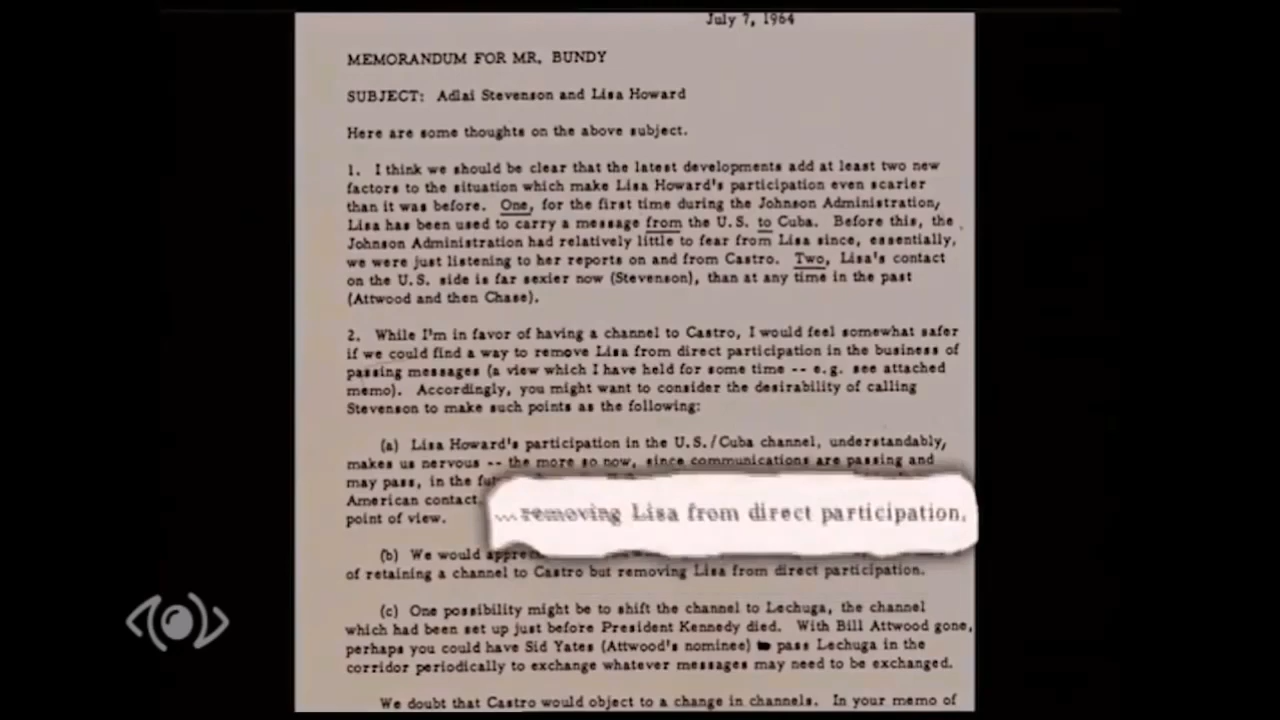 July 7, 1964
MEMORANDUM FOR MR. BUNDY
SUBJECT: Adlai Stevenson and Lisa Howard
Here are some thoughts on the above subject.
1. I think we should be clear that the latest developments add at least two new
factors to the situation which make Lisa Howard's participation even scarier
than it was before. One, for the first time during the Johnson Administration,
Lisa has been used to carry a message from the U.S. to Cuba. Before this, the
Johnson Administration had relatively little to fear from Lisa since, essentially,
we were just listening to her reports on and from Castro. Two, Lisa's contact
on the U.S. side is far sexier now (Stevenson), than at any time in the past
(Attwood and then Chase).
2. While I'm in favor of having a channel to Castro, I would feel somewhat safer
if we could find a way to remove Lisa from direct participation in the business of
passing messages (a view which I have held for some time -- e.g. see attached
memo). Accordingly, you might want to consider the desirability of calling
Stevenson to make such points as the following:
(a) Lisa Howard's participation in the U.S./Cuba channel, understandably,
makes us nervous -- the more so now, since communications are passing and
may pass, in the
American contact.
...removing Lisa from direct participation.
point of view.
(b) We would
of retaining a channel to Castro but removing Lisa from direct participation.
(c) One possibility might be to shift the channel to Lechuga, the channel
which had been set up just before President Kennedy died. With Bill Attwood gone,
perhaps you could have Sid Yates (Attwood's nominee) pass Lechuga in the
corridor periodically to exchange whatever messages may need to be exchanged.
We doubt that Castro would object to a change in channels. In your memo of